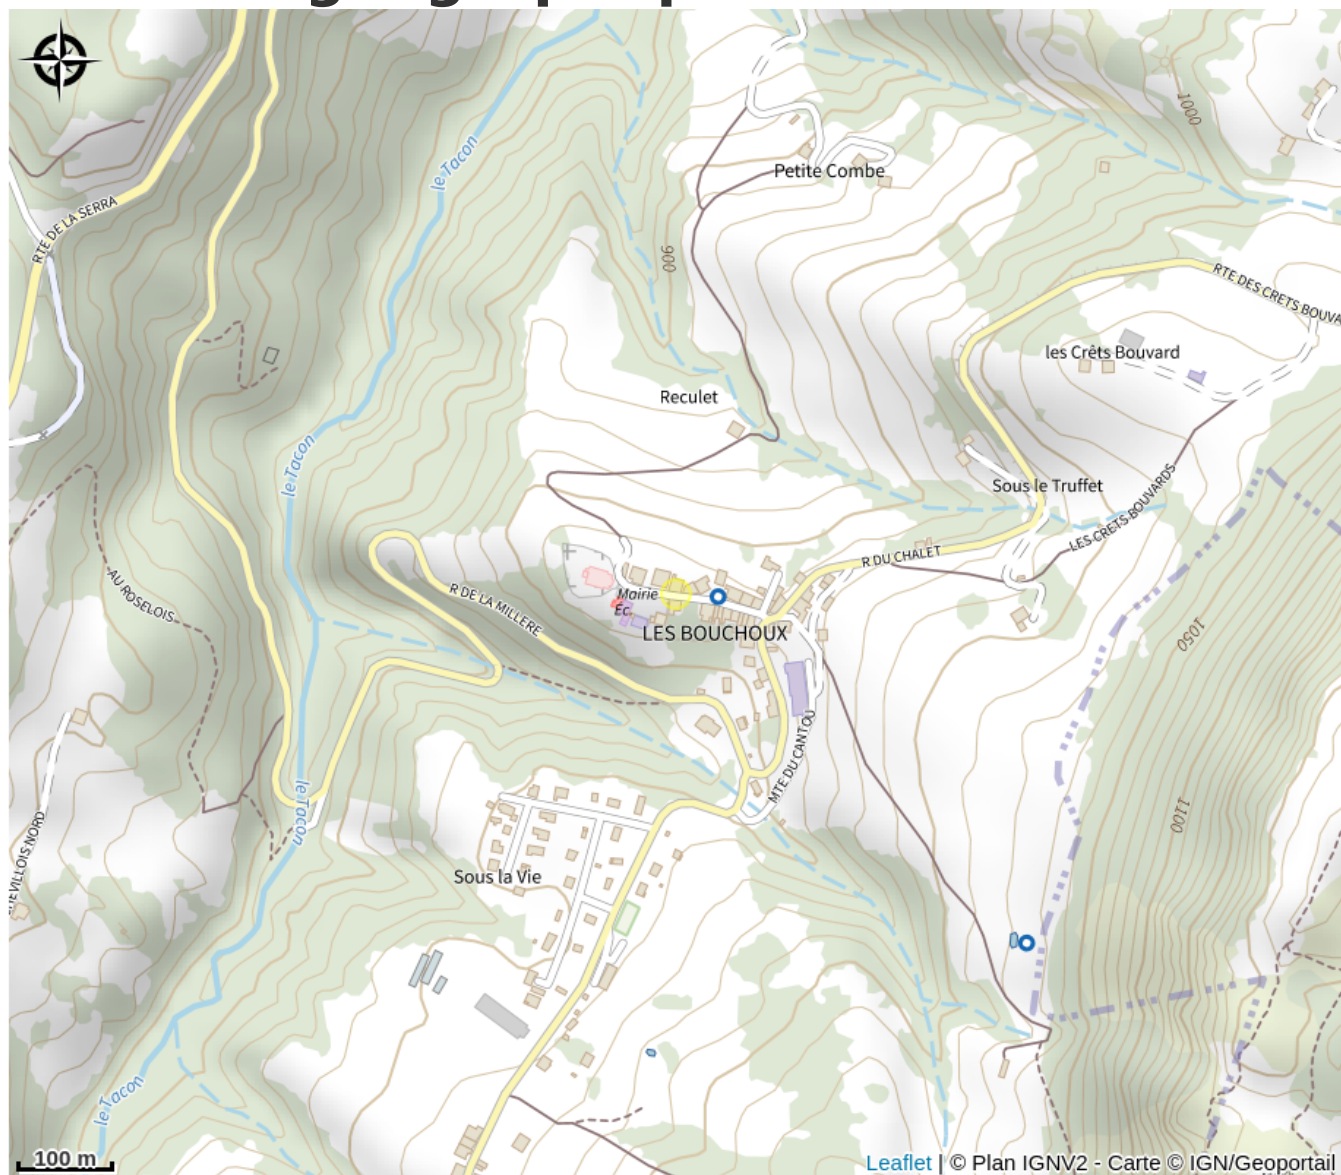 le Tacon
1000
Petite Combe
RTE DE LA SERRA
900
RTE DES CRETS BOUVA
les Crêts Bouvard
Reculet
le Tacon
Sous le Truffet
LES CRETS BOUVARDS
R DU CHALET
AU ROSELOIS
R DE LA MILLERE
Mairie
Éc.
LES BOUCHOUX
1050
MTE DU CANTOU
le Tacon
1100
EVILLOIS NORD
Sous la Vie
le Tacon
100 m
Leaflet | © Plan IGNV2 - Carte © IGN/Geoportail